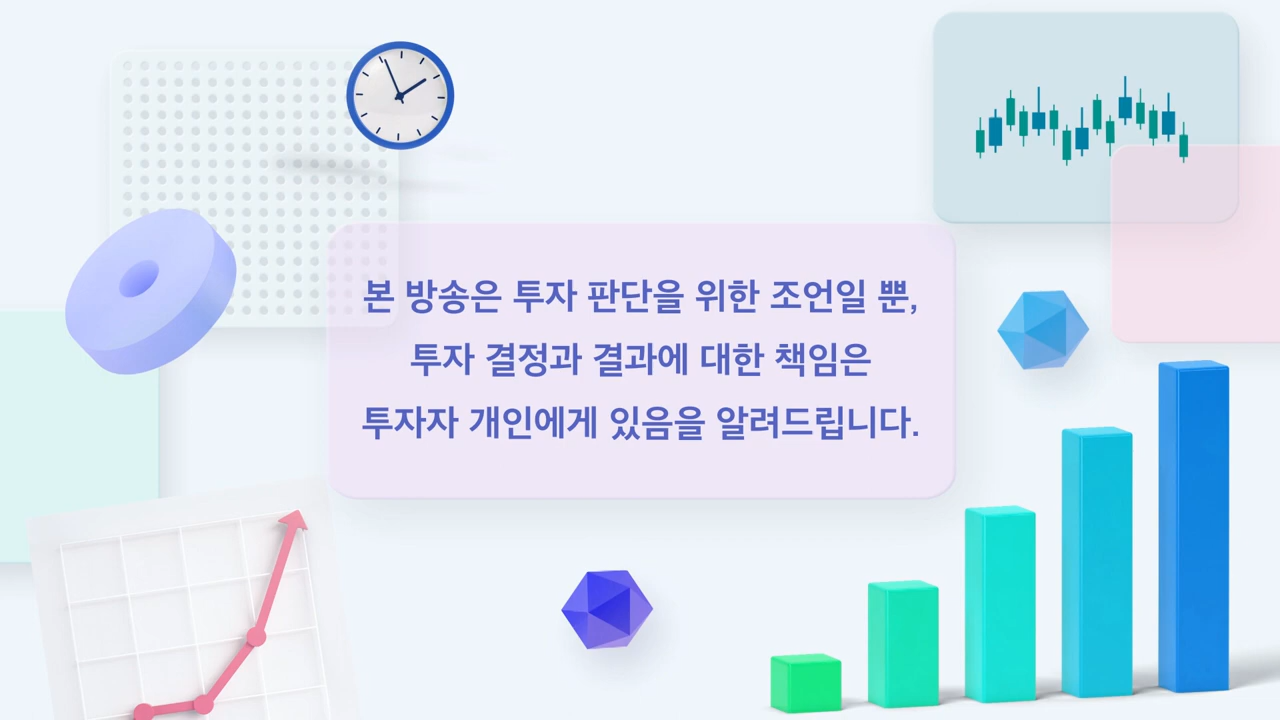 본 방송은 투자 판단을 위한 조언일 뿐,
투자 결정과 결과에 대한 책임은
투자자 개인에게 있음을 알려드립니다.